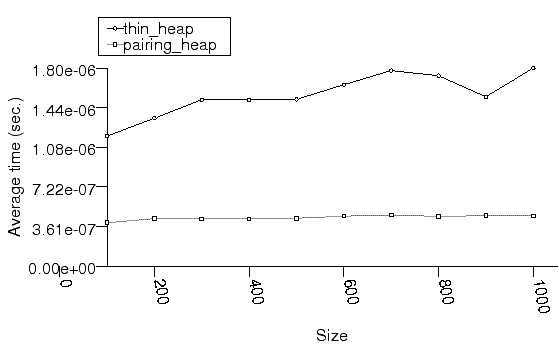 thin_heap
pairing_heap
1.80e-06
1.44e-06
1.08e-06
7.22e-07
3.61e-07
0.00e+00
Average time (sec.)
0
200
400
600
800
1000
Size